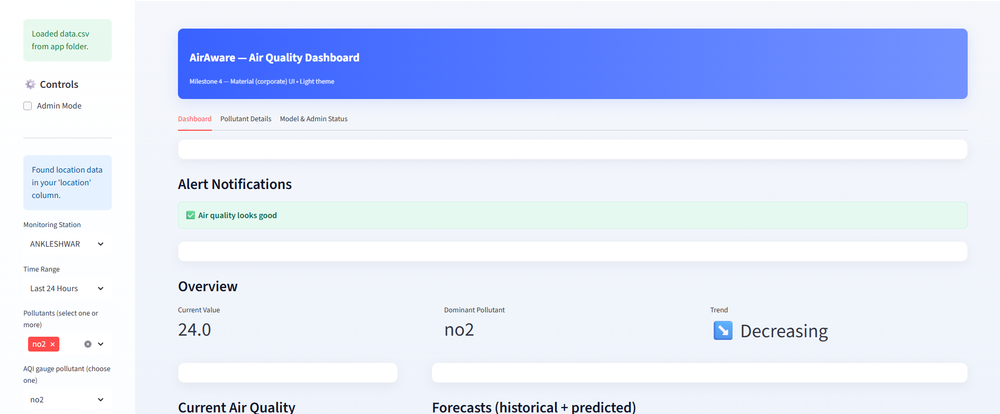 Loaded data.csv
from app folder.
Controls
Admin Mode
Found location data
in your 'location'
column.
Monitoring Station
ANKLESHWAR
Time Range
Last 24 Hours
Pollutants (select one or
more)
no2 ×
AQI gauge pollutant (choose
one)
no2
AirAware — Air Quality Dashboard
Milestone 4 — Material (corporate) UI • Light theme
Dashboard Pollutant Details Model & Admin Status
Alert Notifications
✅ Air quality looks good
Overview
Current Value Dominant Pollutant Trend
24.0 no2 ↘ Decreasing
Current Air Quality
Forecasts (historical + predicted)